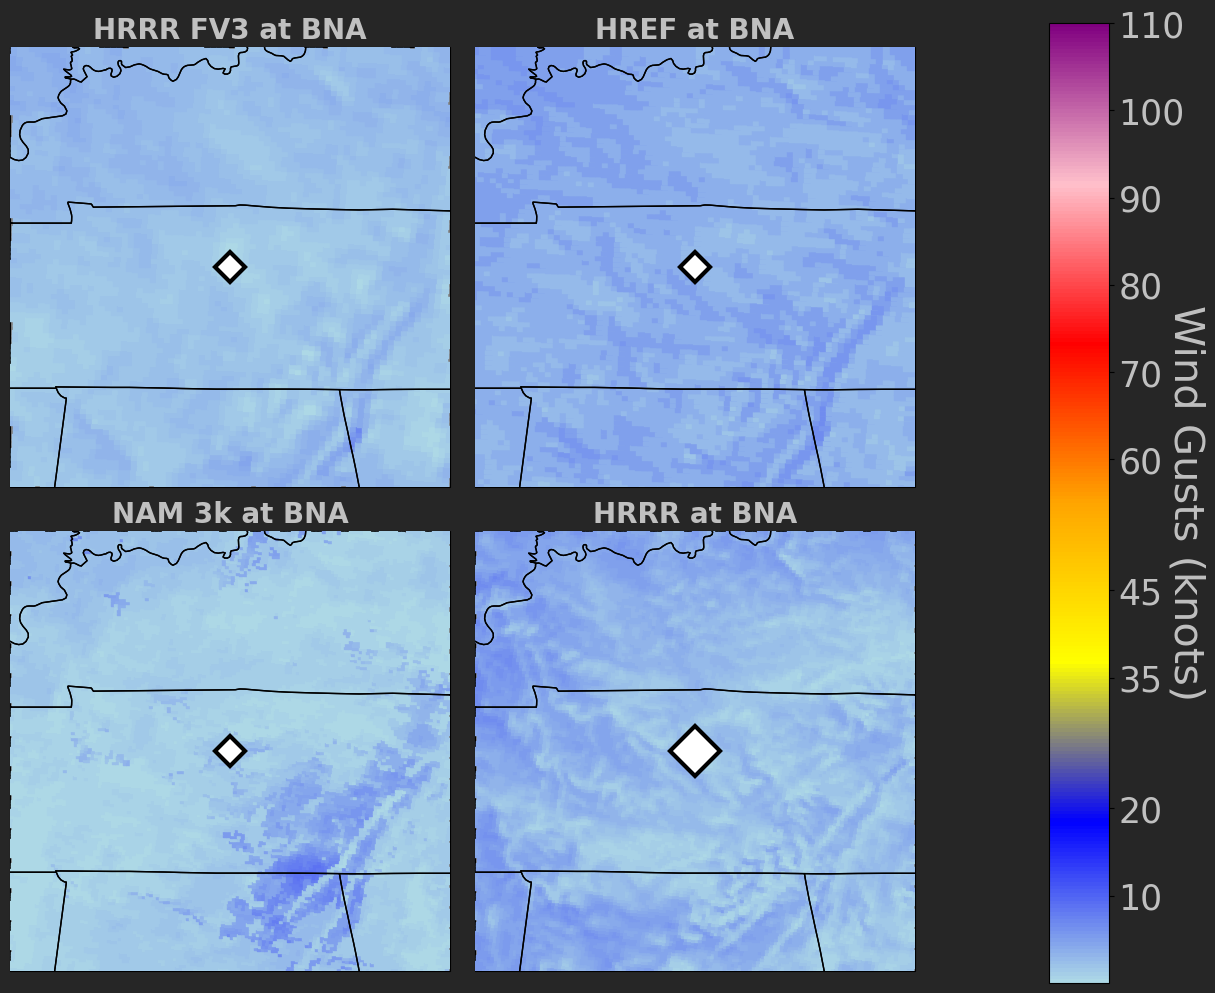 HRRR FV3 at BNA
HREF at BNA
NAM 3k at BNA
HRRR at BNA
110
100
90
80
70
60
45
35
20
10
Wind Gusts (knots)